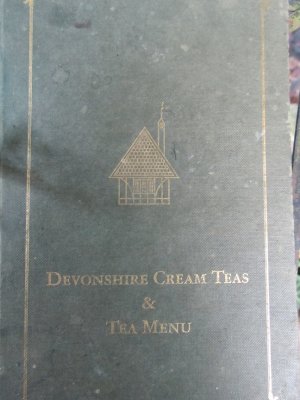 DEVONSHIRE CREAM TEAS
&
TEA MENU